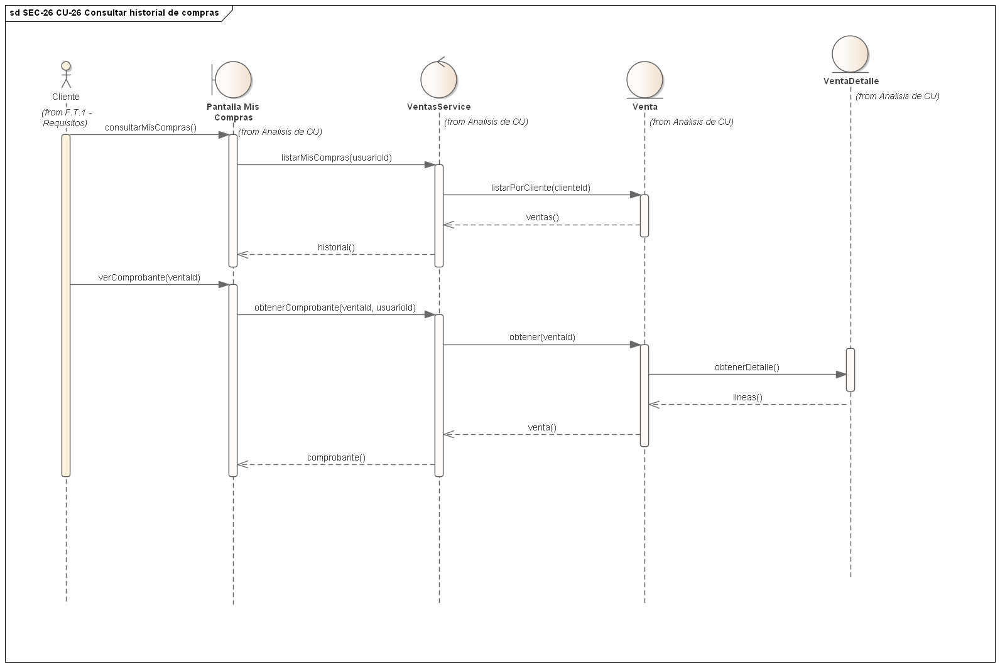 sd SEC-26 CU-26 Consultar historial de compras
Cliente
(from F.T.1 -
Requisitos)
Pantalla Mis
Compras
(from Analisis de CU)
VentasService
(from Analisis de CU)
Venta
(from Analisis de CU)
VentaDetalle
(from Analisis de CU)
consultarMisCompras()
listarMisCompras(usuarioId)
listarPorCliente(clienteId)
ventas()
historial()
verComprobante(ventaId)
obtenerComprobante(ventaId, usuarioId)
obtener(ventaId)
obtenerDetalle()
lineas()
venta()
comprobante()